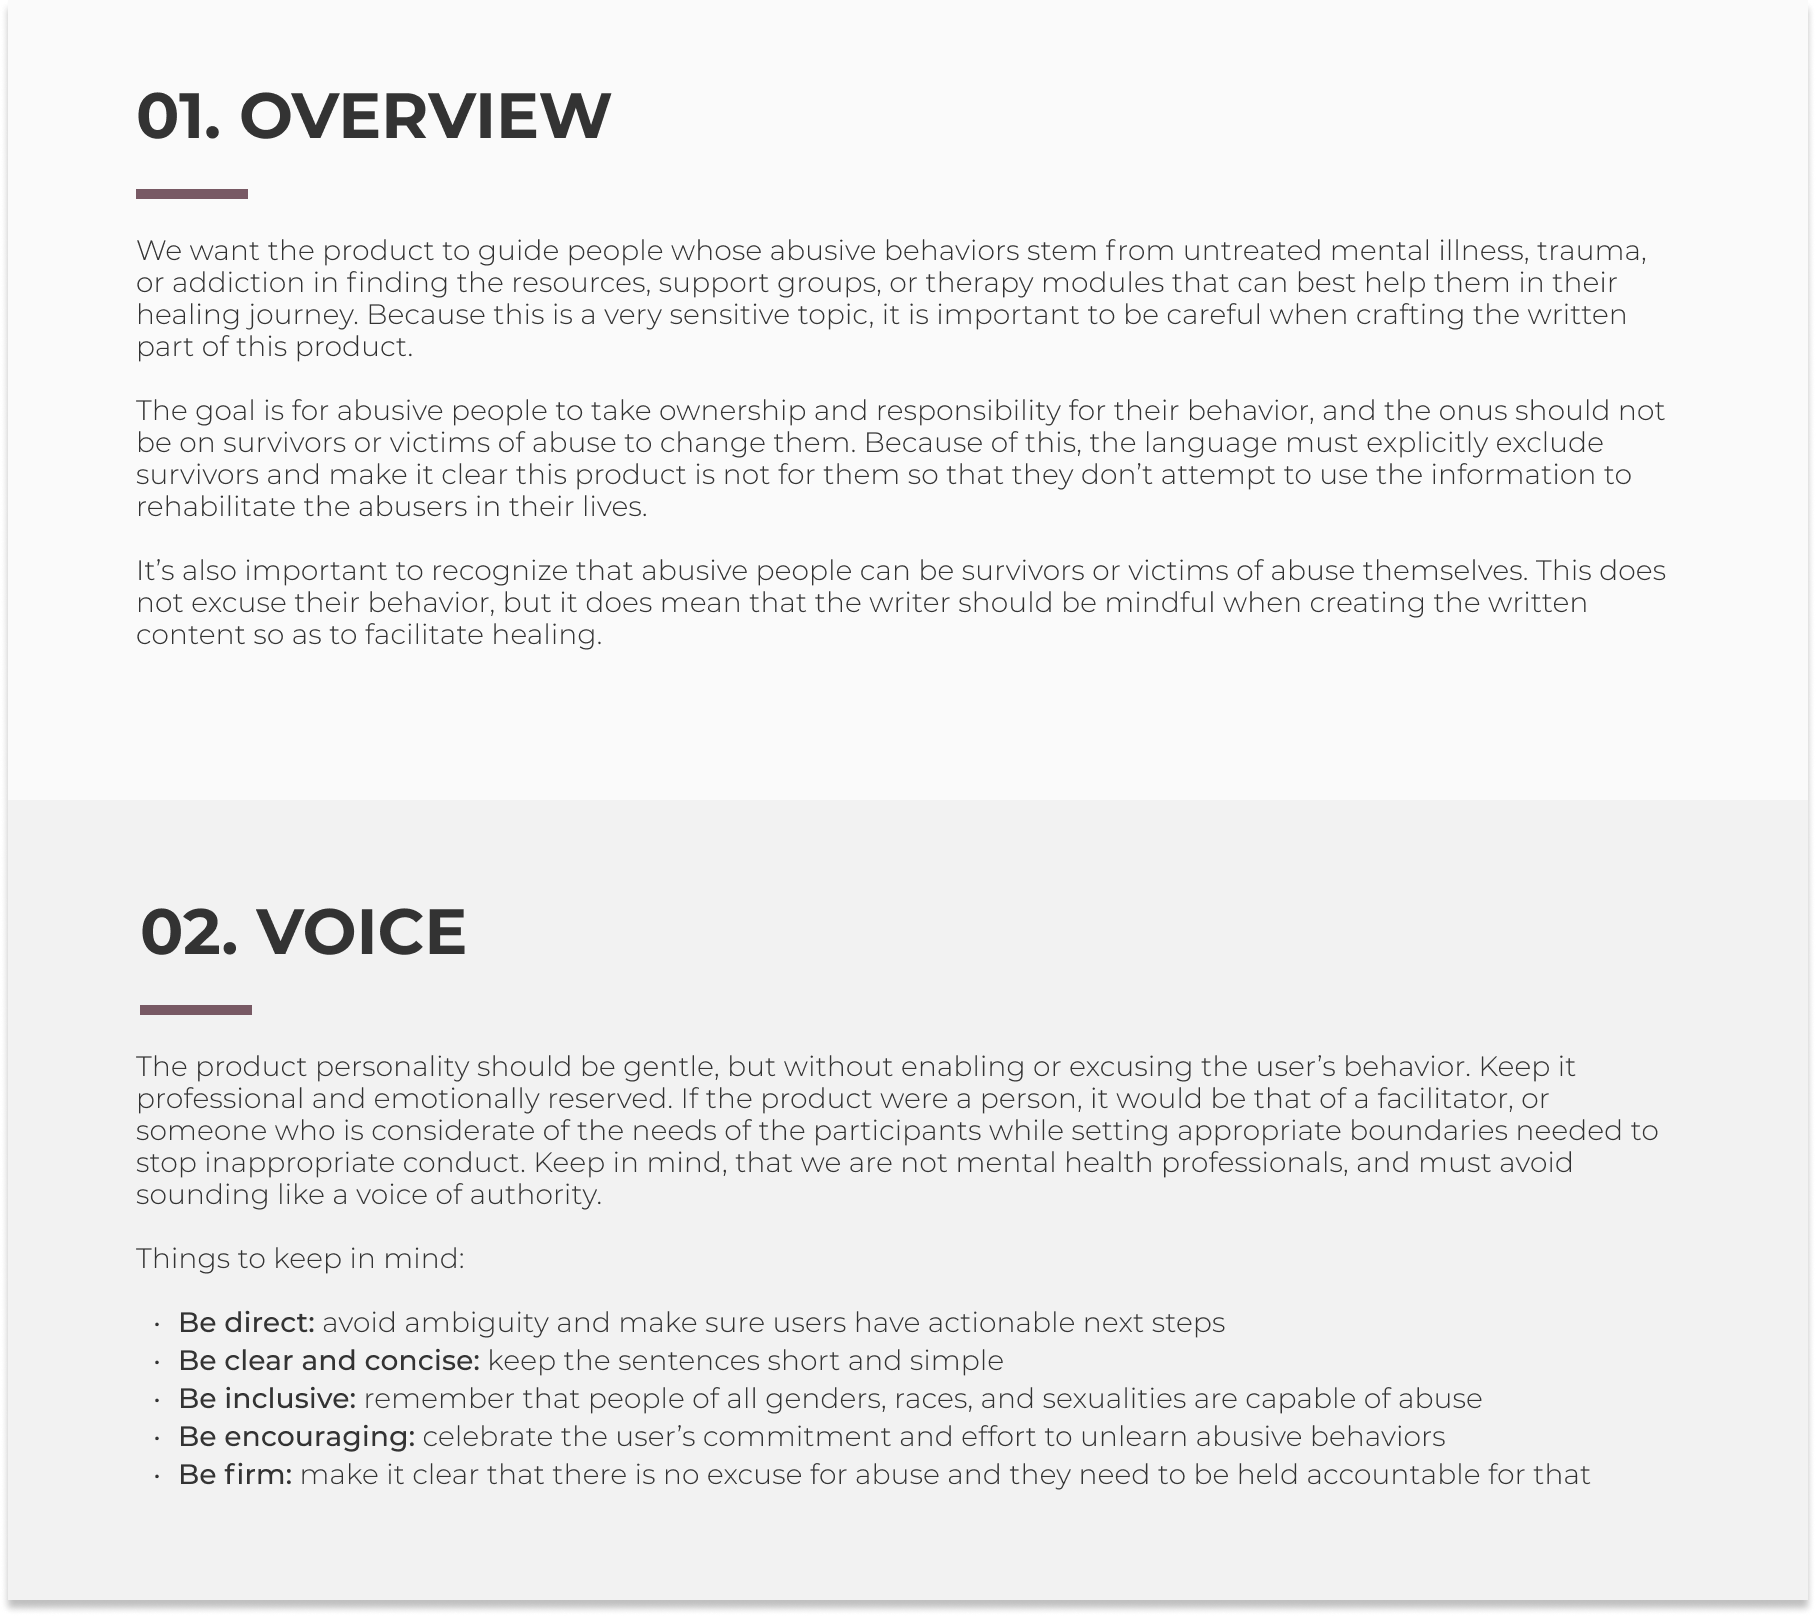 01. OVERVIEW
We want the product to guide people whose abusive behaviors stem from untreated mental illness, trauma,
or addiction in finding the resources, support groups, or therapy modules that can best help them in their
healing journey. Because this is a very sensitive topic, it is important to be careful when crafting the written
part of this product.
The goal is for abusive people to take ownership and responsibility for their behavior, and the onus should not
be on survivors or victims of abuse to change them. Because of this, the language must explicitly exclude
survivors and make it clear this product is not for them so that they don’t attempt to use the information to
rehabilitate the abusers in their lives.
It’s also important to recognize that abusive people can be survivors or victims of abuse themselves. This does
not excuse their behavior, but it does mean that the writer should be mindful when creating the written
content so as to facilitate healing.
02. VOICE
The product personality should be gentle, but without enabling or excusing the user’s behavior. Keep it
professional and emotionally reserved. If the product were a person, it would be that of a facilitator, or
someone who is considerate of the needs of the participants while setting appropriate boundaries needed to
stop inappropriate conduct. Keep in mind, that we are not mental health professionals, and must avoid
sounding like a voice of authority.
Things to keep in mind:
• Be direct: avoid ambiguity and make sure users have actionable next steps
• Be clear and concise: keep the sentences short and simple
• Be inclusive: remember that people of all genders, races, and sexualities are capable of abuse
• Be encouraging: celebrate the user’s commitment and effort to unlearn abusive behaviors
• Be firm: make it clear that there is no excuse for abuse and they need to be held accountable for that